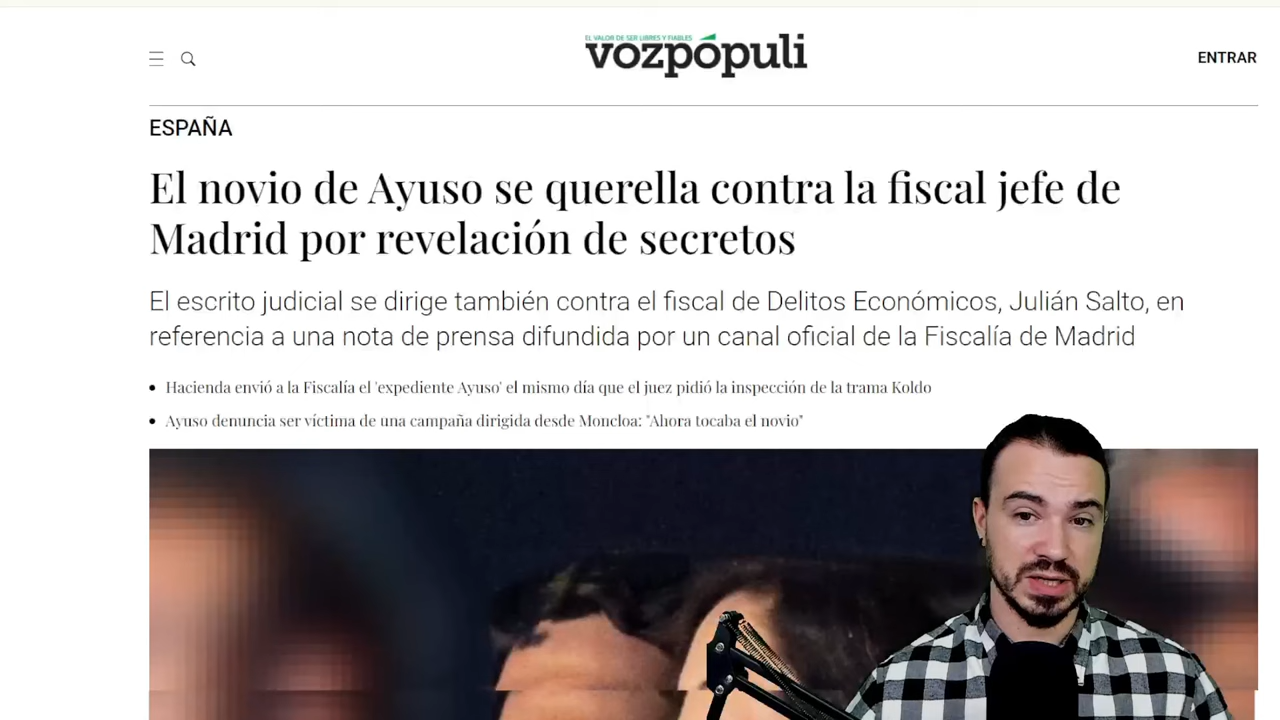 EL VALOR DE SER LIBRES Y FIABLES
vozpópuli
ENTRAR
ESPAÑA
El novio de Ayuso se querella contra la fiscal jefe de
Madrid por revelación de secretos
El escrito judicial se dirige también contra el fiscal de Delitos Económicos, Julián Salto, en
referencia a una nota de prensa difundida por un canal oficial de la Fiscalía de Madrid
Hacienda envió a la Fiscalía el 'expediente Ayuso' el mismo día que el juez pidió la inspección de la trama Koldo
Ayuso denuncia ser víctima de una campaña dirigida desde Moncloa: "Ahora tocaba el novio"